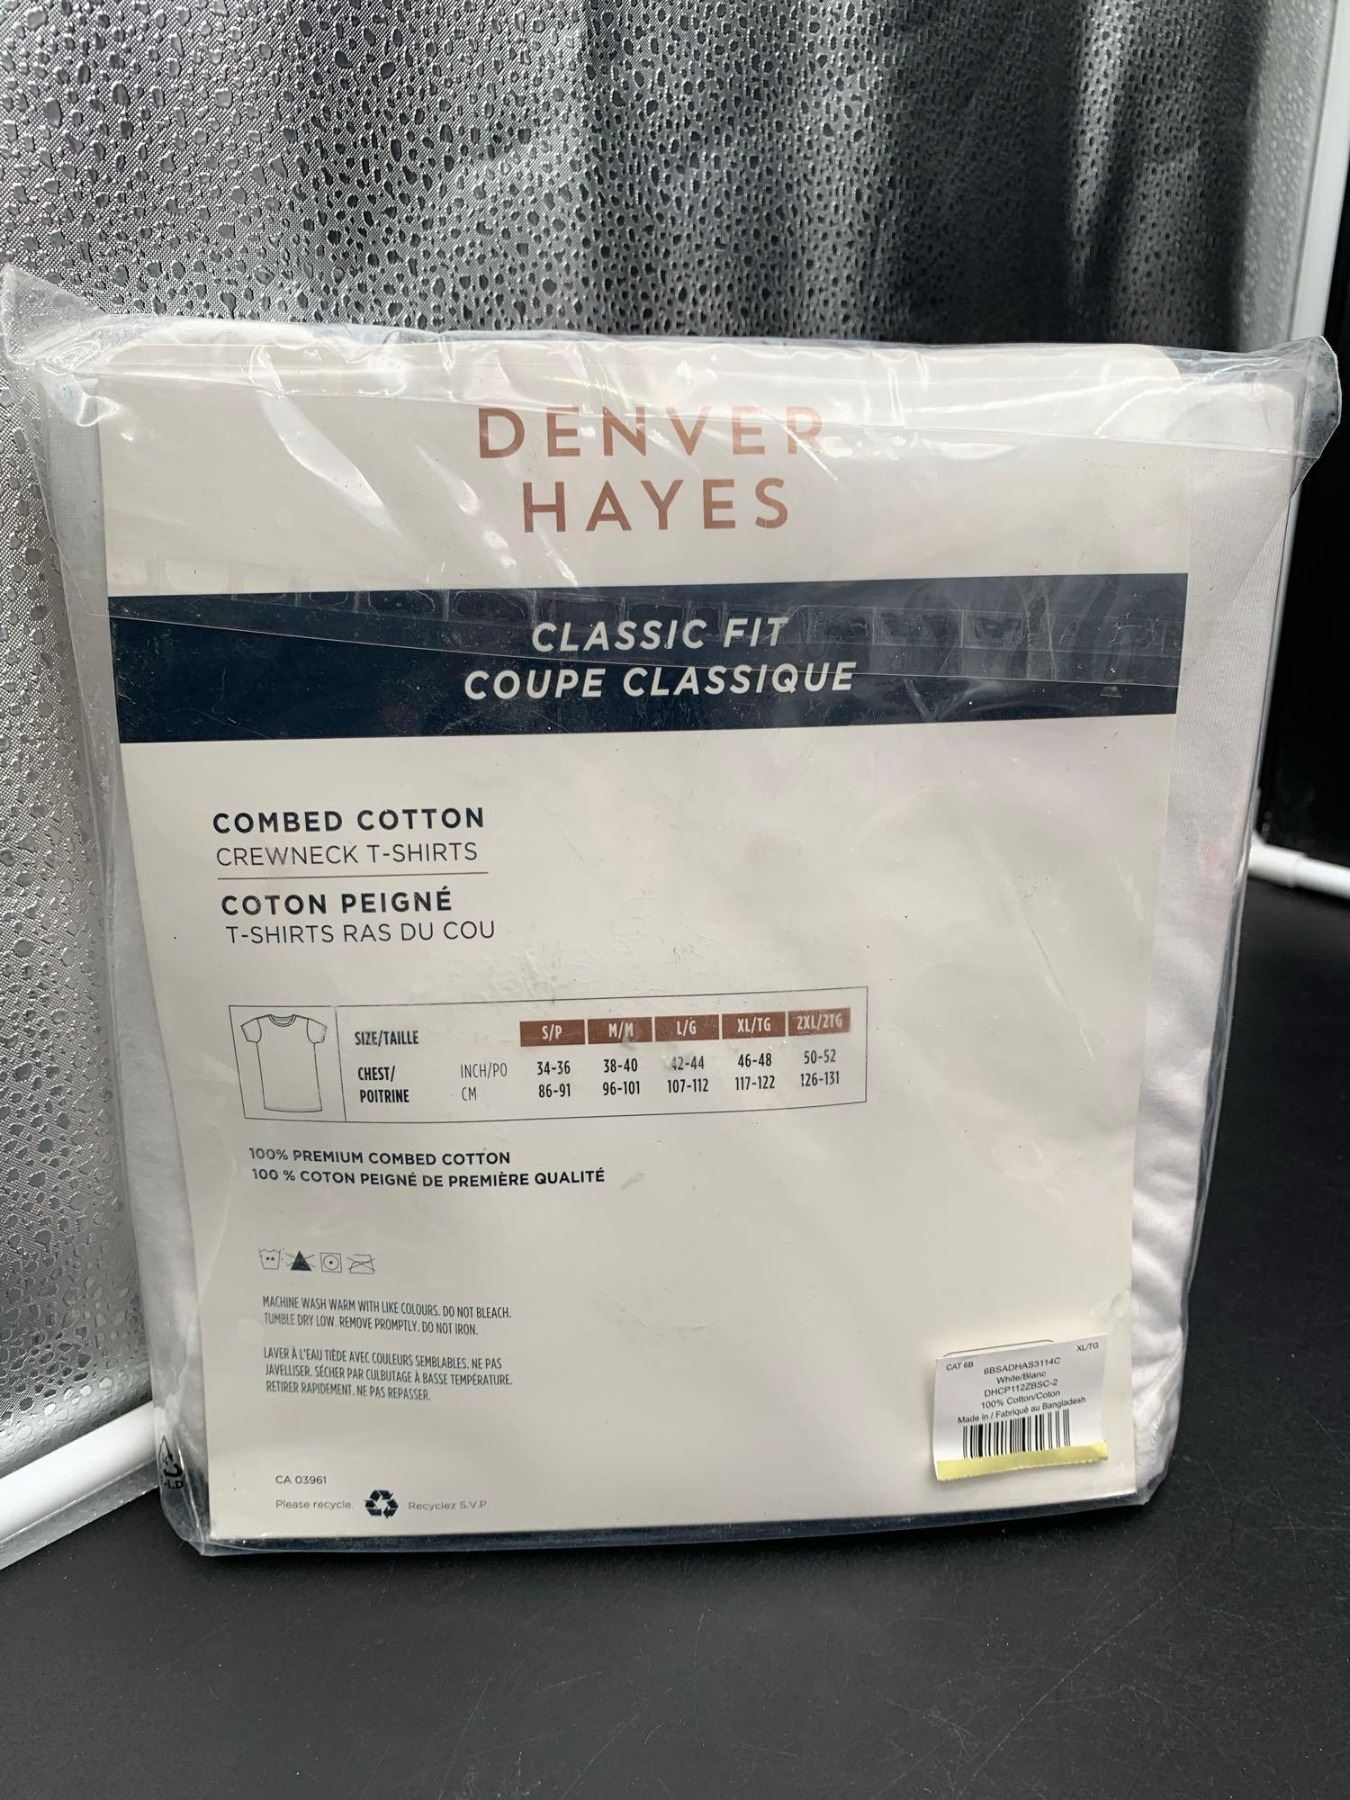 DENVER
HAYES
CLASSIC FIT
COUPE CLASSIQUE
COMBED COTTON
CREWNECK T-SHIRTS
COTON PEIGNÉ
T-SHIRTS RAS DU COU
SIZE/TAILLE S/P M/M L/G XL/TG 2XL/2TG
CHEST/ INCH/PO 34-36 38-40 42-44 46-48 50-52
POITRINE CM 86-91 96-101 107-112 117-122 126-131
100% PREMIUM COMBED COTTON
100 % COTON PEIGNÉ DE PREMIÈRE QUALITÉ
MACHINE WASH WARM WITH LIKE COLOURS. DO NOT BLEACH.
TUMBLE DRY LOW. REMOVE PROMPTLY. DO NOT IRON.
LAVER À L'EAU TIÈDE AVEC COULEURS SEMBLABLES. NE PAS
JAVELLISER. SÉCHER PAR CULBUTAGE À BASSE TEMPÉRATURE.
RETIRER RAPIDEMENT. NE PAS REPASSER.
CA 03961
Please recycle. Recyclez S.V.P.
XL/TG
CAT 6B 6BSADHAS3114C
White/Blanc
DHCP112ZBSC-2
100% Cotton/Coton
Made in / Fabriqué au Bangladesh